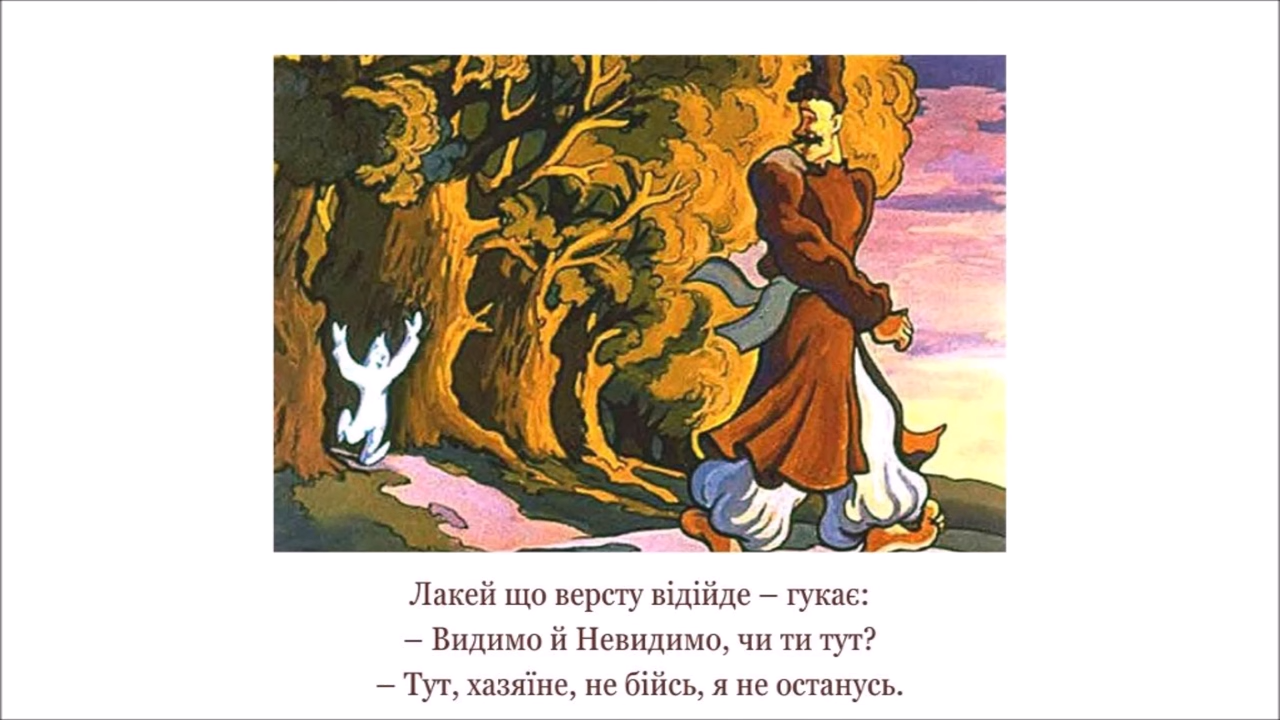 Лакей що версту відійде – гукає:
– Видимо й Невидимо, чи ти тут?
– Тут, хазяїне, не бійсь, я не останусь.